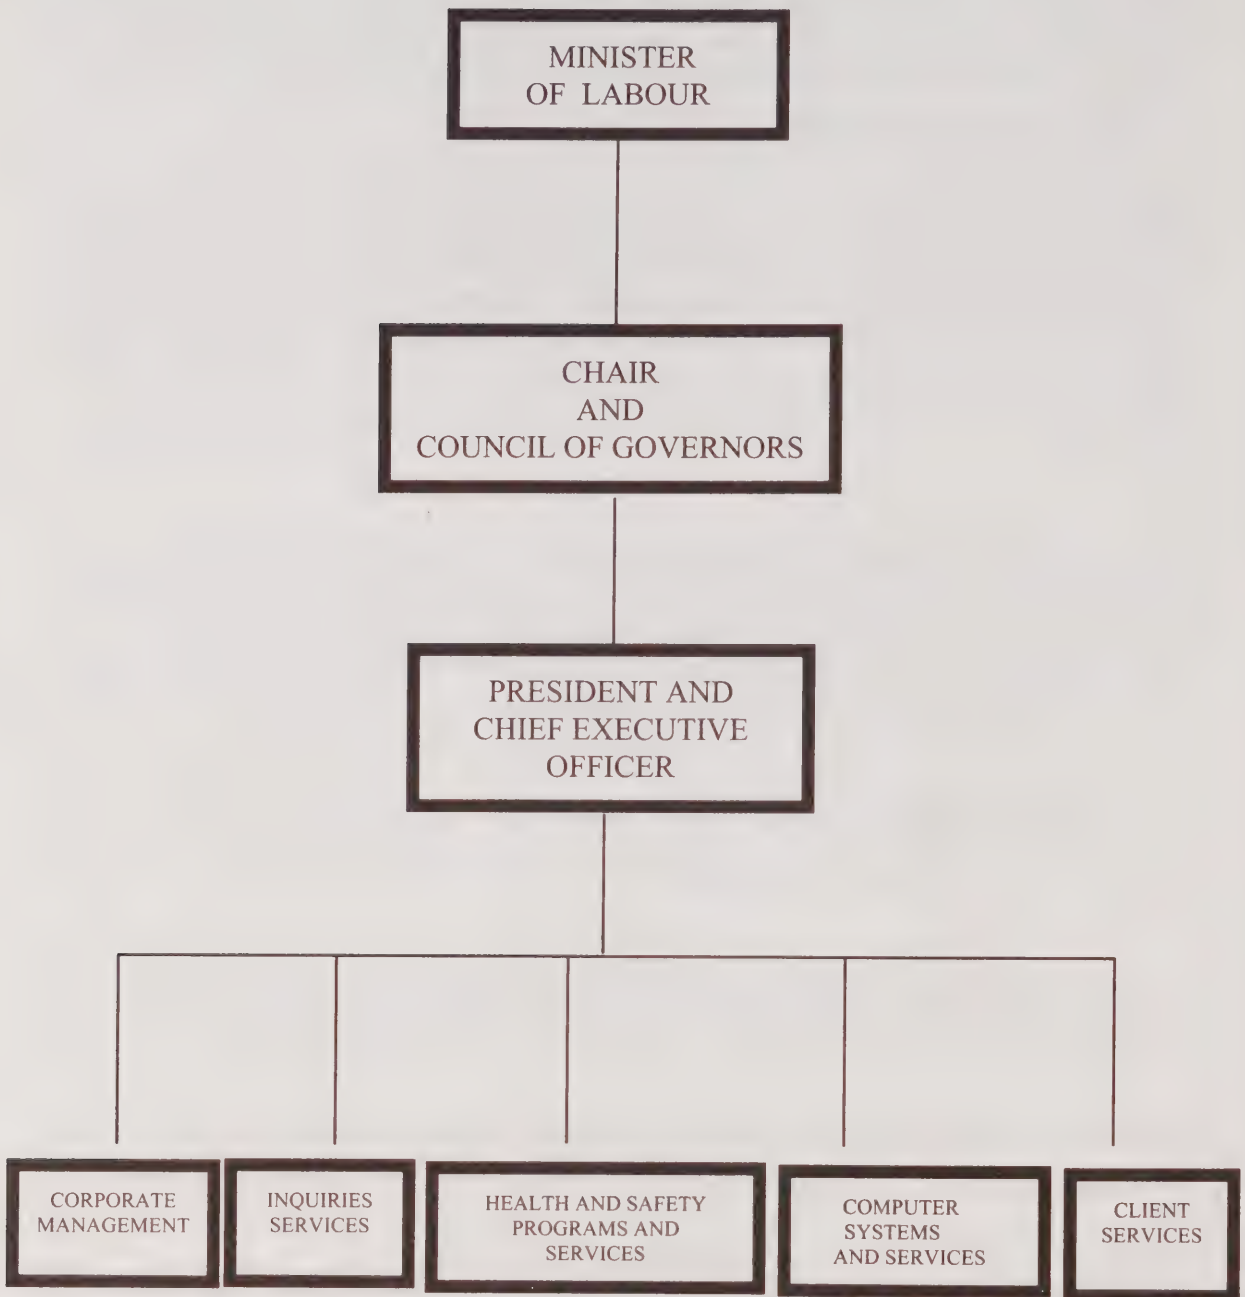 MINISTER
OF LABOUR
CHAIR
AND
COUNCIL OF GOVERNORS
PRESIDENT AND
CHIEF EXECUTIVE
OFFICER
CORPORATE
MANAGEMENT
INQUIRIES
SERVICES
HEALTH AND SAFETY
PROGRAMS AND
SERVICES
COMPUTER
SYSTEMS
AND SERVICES
CLIENT
SERVICES